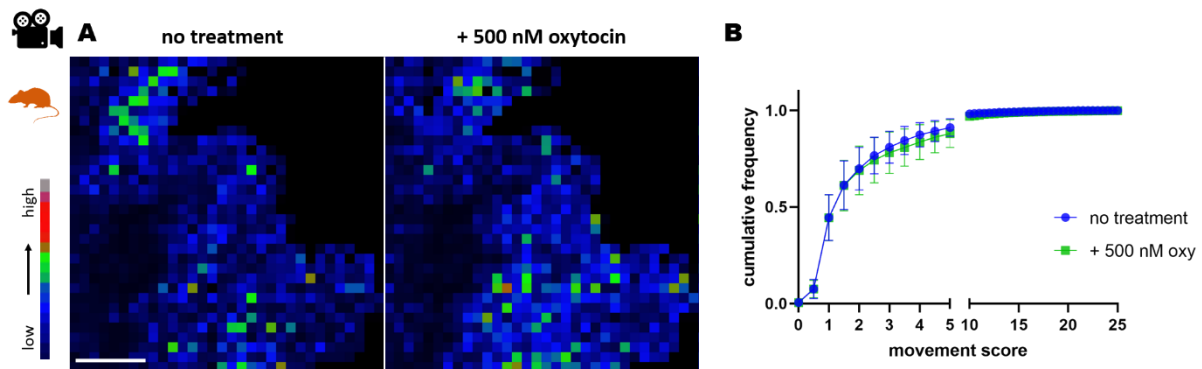 A
no treatment
+ 500 nM oxytocin
high
low
B
cumulative frequency
1.0
0.5
0.0
0 1 2 3 4 5 10 15 20 25
movement score
no treatment
+ 500 nM oxy